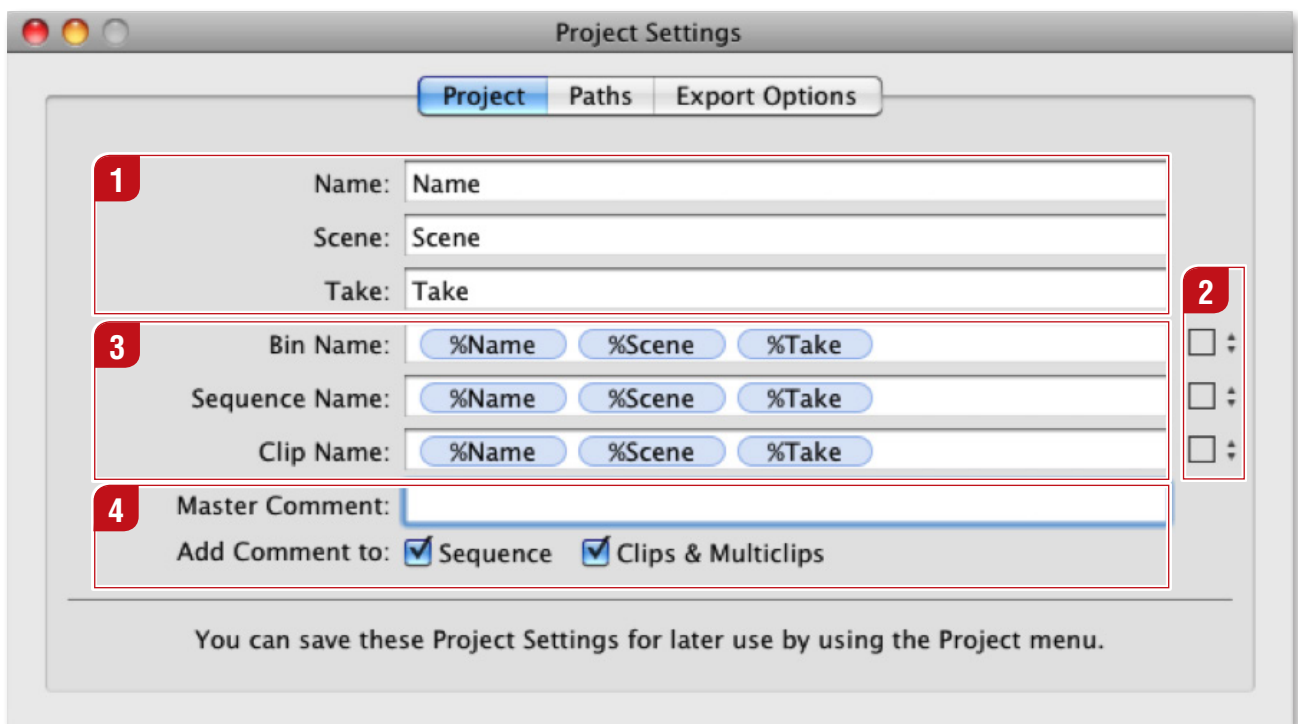 Project Settings
Project Paths Export Options
1
Name: Name
Scene: Scene
Take: Take
2
3
Bin Name: %Name %Scene %Take
Sequence Name: %Name %Scene %Take
Clip Name: %Name %Scene %Take
4
Master Comment:
Add Comment to: Sequence Clips & Multiclips
You can save these Project Settings for later use by using the Project menu.